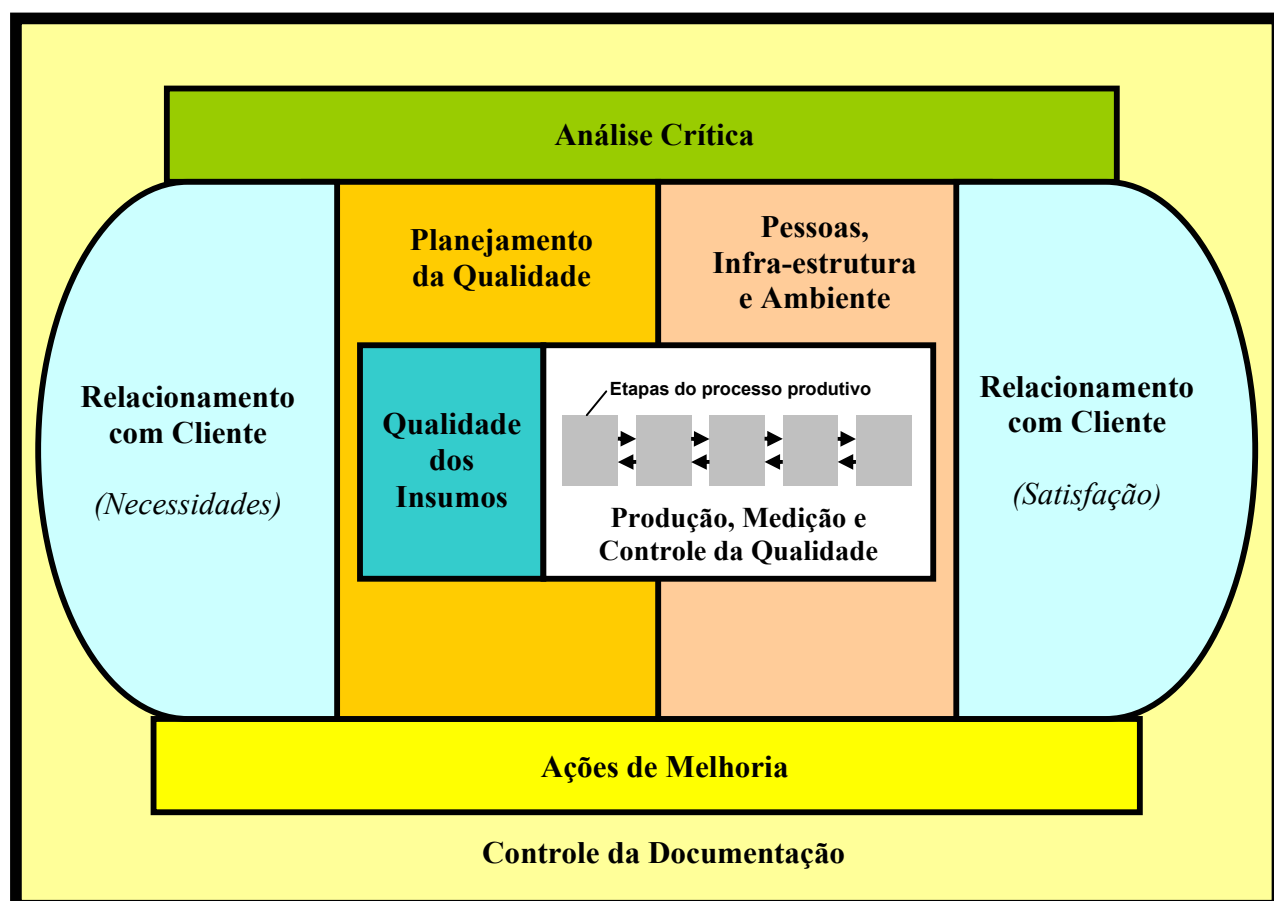 Análise Crítica
Relacionamento
com Cliente
(Necessidades)
Planejamento
da Qualidade
Pessoas,
Infra-estrutura
e Ambiente
Qualidade
dos
Insumos
Etapas do processo produtivo
Produção, Medição e
Controle da Qualidade
Relacionamento
com Cliente
(Satisfação)
Ações de Melhoria
Controle da Documentação